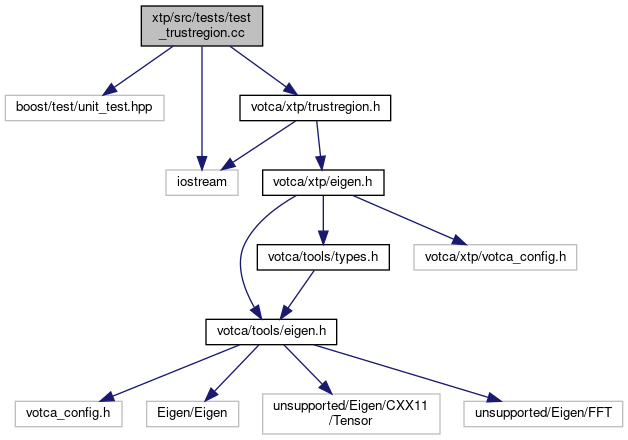 xtp/src/tests/test
_trustregion.cc
boost/test/unit_test.hpp
votca/xtp/trustregion.h
iostream
votca/xtp/eigen.h
votca/tools/types.h
votca/xtp/votca_config.h
votca/tools/eigen.h
votca_config.h
Eigen/Eigen
unsupported/Eigen/CXX11
/Tensor
unsupported/Eigen/FFT